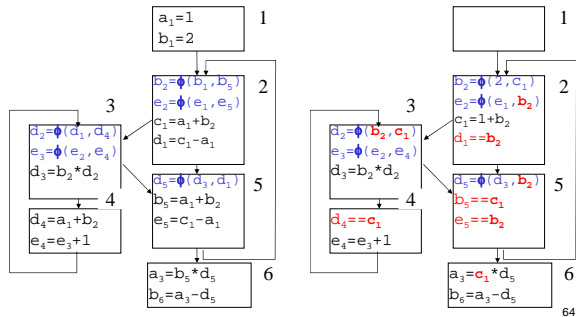 a₁=1
b₁=2
1
b₂=ϕ(b₁,b₅)
e₂=ϕ(e₁,e₅)
c₁=a₁+b₂
d₁=c₁-a₁
2
3
d₂=ϕ(d₁,d₄)
e₃=ϕ(e₂,e₄)
d₃=b₂*d₂
4
d₄=a₁+b₂
e₄=e₃+1
d₅=ϕ(d₃,d₁)
b₅=a₁+b₂
e₅=c₁-a₁
5
a₃=b₅*d₅
b₆=a₃-d₅
6
1
b₂=ϕ(2,c₁)
e₂=ϕ(e₁,b₂)
c₁=1+b₂
d₁==b₂
2
3
d₂=ϕ(b₂,c₁)
e₃=ϕ(e₂,e₄)
d₃=b₂*d₂
4
d₄==c₁
e₄=e₃+1
d₅=ϕ(d₃,b₂)
b₅==c₁
e₅==b₂
5
a₃=c₁*d₅
b₆=a₃-d₅
6
64